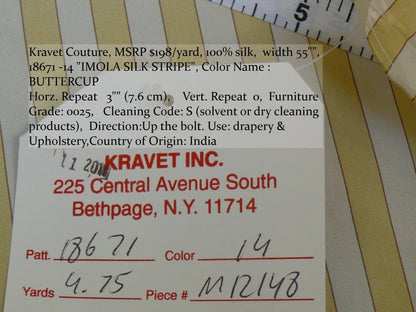 Kravet Couture, MSRP $198/yard, 100% silk,  width 55"",
18671 -14 "IMOLA SILK STRIPE", Color Name :
BUTTERCUP
Horz. Repeat  3"" (7.6 cm),  Vert. Repeat 0,  Furniture
Grade: 0025,  Cleaning Code: S (solvent or dry cleaning
products),  Direction:Up the bolt. Use: drapery &
Upholstery,Country of Origin: India
KRAVET INC.
225 Central Avenue South
Bethpage, N.Y. 11714
Patt. 18671 Color 14
Yards 4.75 Piece # M12148
5